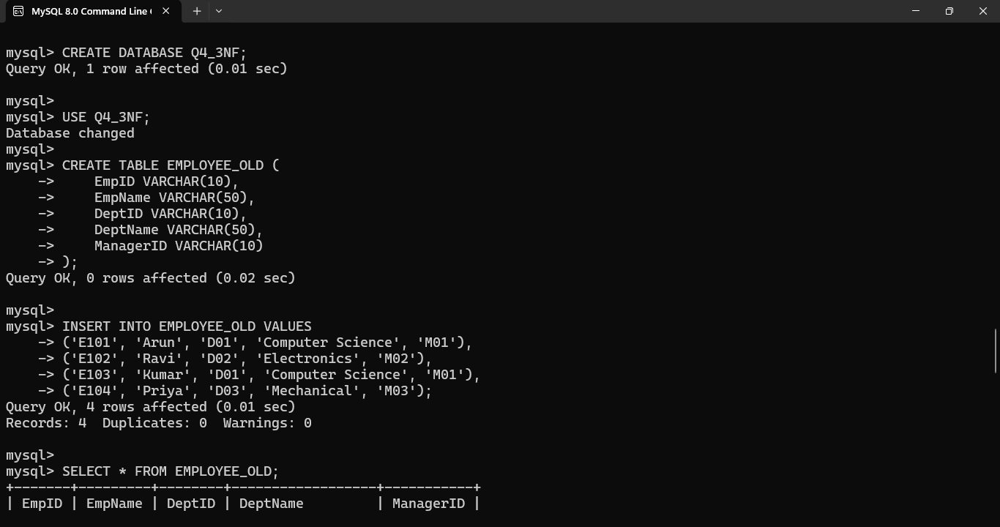 MySQL 8.0 Command Line
mysql> CREATE DATABASE Q4_3NF;
Query OK, 1 row affected (0.01 sec)
mysql>
mysql> USE Q4_3NF;
Database changed
mysql>
mysql> CREATE TABLE EMPLOYEE_OLD (
    ->     EmpID VARCHAR(10),
    ->     EmpName VARCHAR(50),
    ->     DeptID VARCHAR(10),
    ->     DeptName VARCHAR(50),
    ->     ManagerID VARCHAR(10)
    -> );
Query OK, 0 rows affected (0.02 sec)
mysql>
mysql> INSERT INTO EMPLOYEE_OLD VALUES
    -> ('E101', 'Arun', 'D01', 'Computer Science', 'M01'),
    -> ('E102', 'Ravi', 'D02', 'Electronics', 'M02'),
    -> ('E103', 'Kumar', 'D01', 'Computer Science', 'M01'),
    -> ('E104', 'Priya', 'D03', 'Mechanical', 'M03');
Query OK, 4 rows affected (0.01 sec)
Records: 4  Duplicates: 0  Warnings: 0
mysql>
mysql> SELECT * FROM EMPLOYEE_OLD;
+-------+---------+--------+------------------+-----------+
| EmpID | EmpName | DeptID | DeptName         | ManagerID |